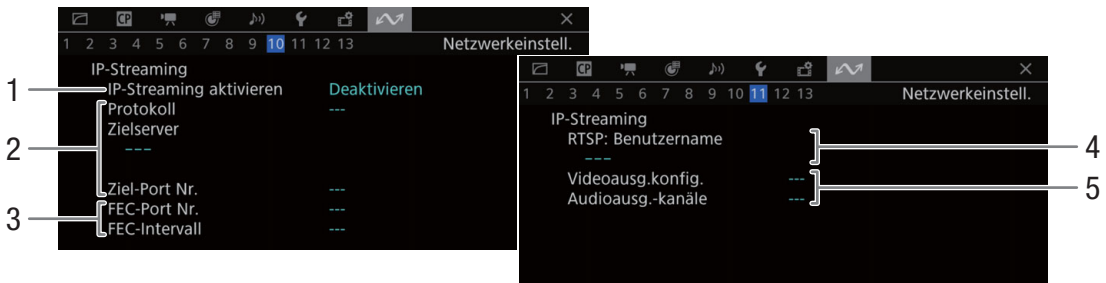 CP
1 2 3 4 5 6 7 8 9 10 11 12 13 Netzwerkeinstell.
IP-Streaming
1 IP-Streaming aktivieren Deaktivieren
Protokoll ---
Zielserver
2 ---
Ziel-Port Nr. ---
FEC-Port Nr. ---
3
FEC-Intervall ---
CP
1 2 3 4 5 6 7 8 9 10 11 12 13 Netzwerkeinstell.
IP-Streaming
RTSP: Benutzername
--- 4
Videoausg.konfig. ---
5
Audioausg.-kanäle ---